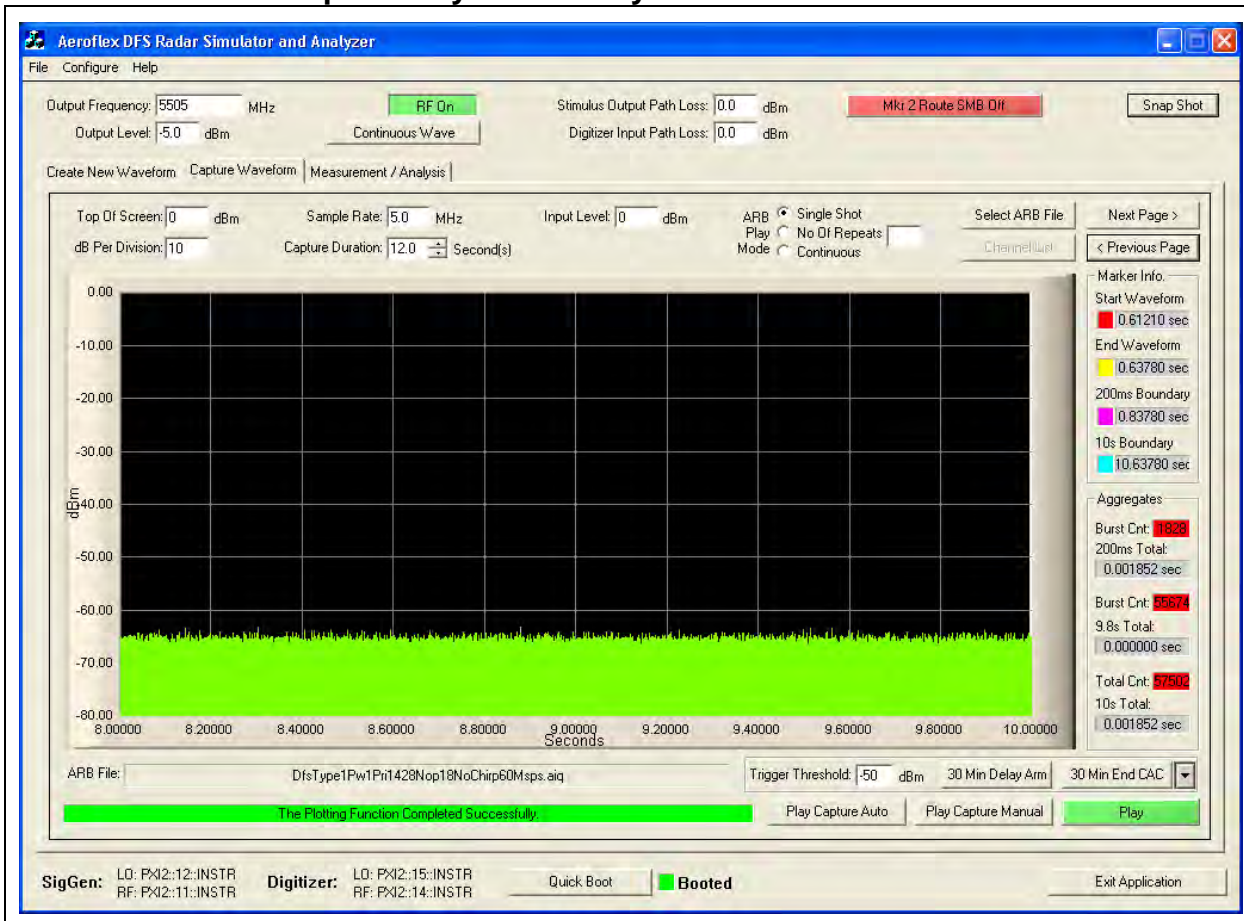 Aeroflex DFS Radar Simulator and Analyzer
File Configure Help
Output Frequency: 5505 MHz
RF On
Stimulus Output Path Loss: 0.0 dBm
Mkr 2 Route SMB Off
Snap Shot
Output Level: -5.0 dBm
Continuous Wave
Digitizer Input Path Loss: 0.0 dBm
Create New Waveform Capture Waveform Measurement / Analysis
Top Of Screen: 0 dBm
Sample Rate: 5.0 MHz
Input Level: 0 dBm
ARB Play Mode
Single Shot
No Of Repeats
Continuous
Select ARB File
Next Page >
dB Per Division: 10
Capture Duration: 12.0 Second(s)
Channel List
< Previous Page
0.00
-10.00
-20.00
-30.00
-40.00
-50.00
-60.00
-70.00
-80.00
dBm
8.00000 8.20000 8.40000 8.60000 8.80000 9.00000 9.20000 9.40000 9.60000 9.80000 10.00000
Seconds
Marker Info.
Start Waveform
0.61210 sec
End Waveform
0.63780 sec
200ms Boundary
0.83780 sec
10s Boundary
10.63780 sec
Aggregates
Burst Cnt: 1828
200ms Total:
0.001852 sec
Burst Cnt: 55674
9.8s Total:
0.000000 sec
Total Cnt: 57502
10s Total:
0.001852 sec
ARB File: DfsType1Pw1Pri1428Nop18NoChirp60Msps.aiq
Trigger Threshold: -50 dBm
30 Min Delay Arm
30 Min End CAC
The Plotting Function Completed Successfully.
Play Capture Auto
Play Capture Manual
Play
SigGen: LO: PXI2::12::INSTR
RF: PXI2::11::INSTR
Digitizer: LO: PXI2::15::INSTR
RF: PXI2::14::INSTR
Quick Boot
Booted
Exit Application